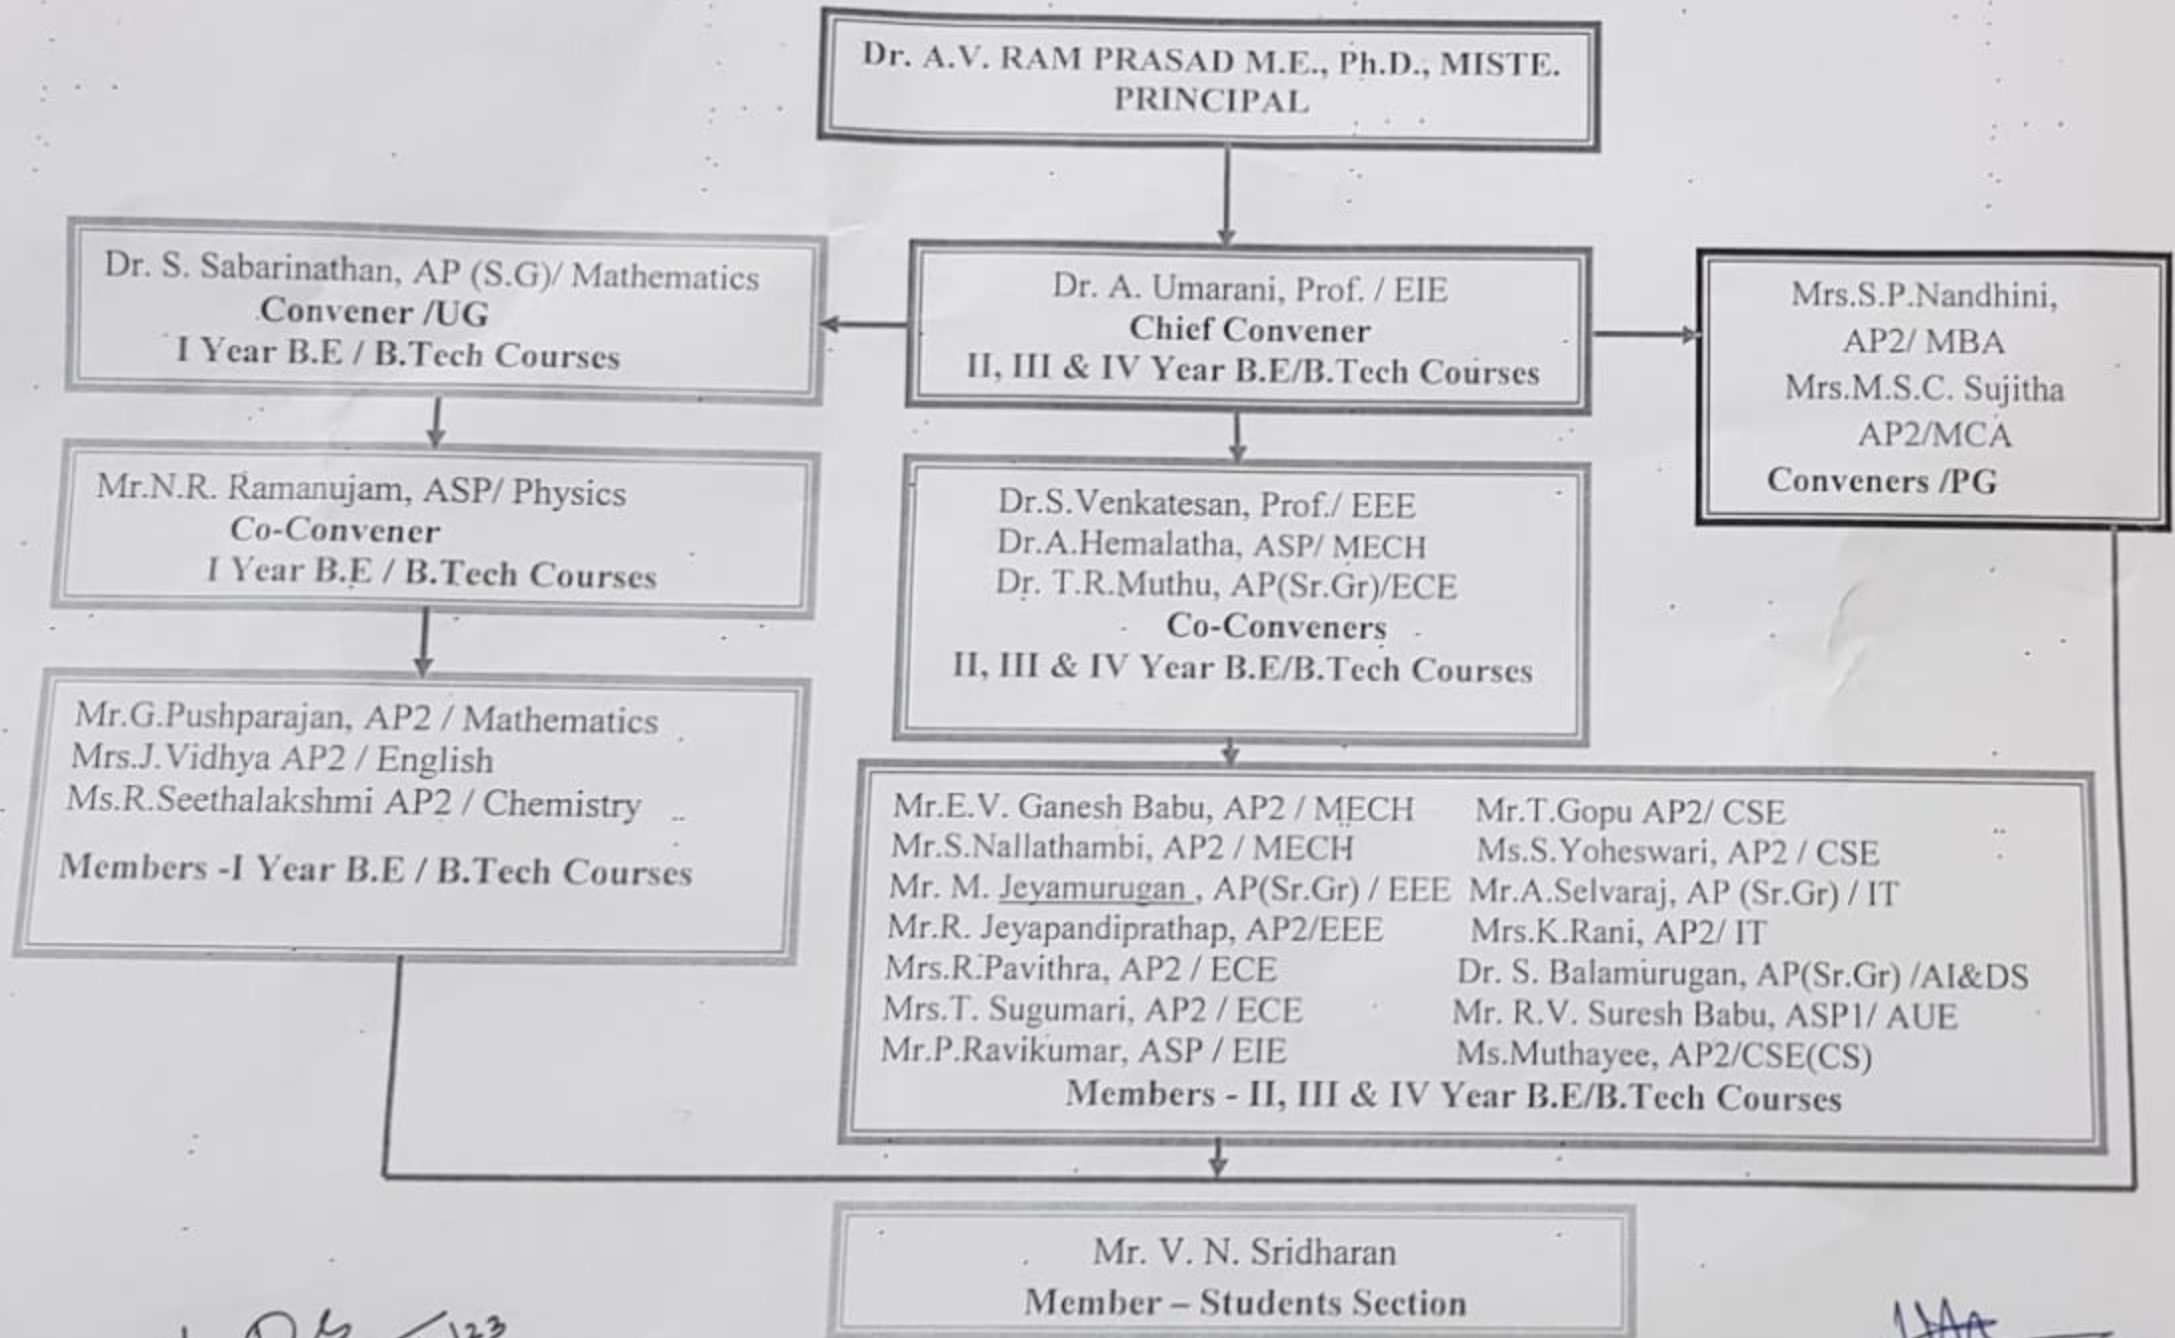 Dr. A.V. RAM PRASAD M.E., Ph.D., MISTE.
PRINCIPAL
Dr. S. Sabarinathan, AP (S.G)/ Mathematics
Convener /UG
I Year B.E / B.Tech Courses
Dr. A. Umarani, Prof. / EIE
Chief Convener
II, III & IV Year B.E/B.Tech Courses
Mrs.S.P.Nandhini,
AP2/ MBA
Mrs.M.S.C. Sujitha
AP2/MCA
Conveners /PG
Mr.N.R. Ramanujam, ASP/ Physics
Co-Convener
I Year B.E / B.Tech Courses
Dr.S.Venkatesan, Prof./ EEE
Dr.A.Hemalatha, ASP/ MECH
Dr. T.R.Muthu, AP(Sr.Gr)/ECE
Co-Conveners
II, III & IV Year B.E/B.Tech Courses
Mr.G.Pushparajan, AP2 / Mathematics
Mrs.J.Vidhya AP2 / English
Ms.R.Seethalakshmi AP2 / Chemistry
Members -I Year B.E / B.Tech Courses
Mr.E.V. Ganesh Babu, AP2 / MECH Mr.T.Gopu AP2/ CSE
Mr.S.Nallathambi, AP2 / MECH Ms.S.Yoheswari, AP2 / CSE
Mr. M. Jeyamurugan , AP(Sr.Gr) / EEE Mr.A.Selvaraj, AP (Sr.Gr) / IT
Mr.R. Jeyapandiprathap, AP2/EEE Mrs.K.Rani, AP2/ IT
Mrs.R.Pavithra, AP2 / ECE Dr. S. Balamurugan, AP(Sr.Gr) /AI&DS
Mrs.T. Sugumari, AP2 / ECE Mr. R.V. Suresh Babu, ASP1/ AUE
Mr.P.Ravikumar, ASP / EIE Ms.Muthayee, AP2/CSE(CS)
Members - II, III & IV Year B.E/B.Tech Courses
Mr. V. N. Sridharan
Member – Students Section